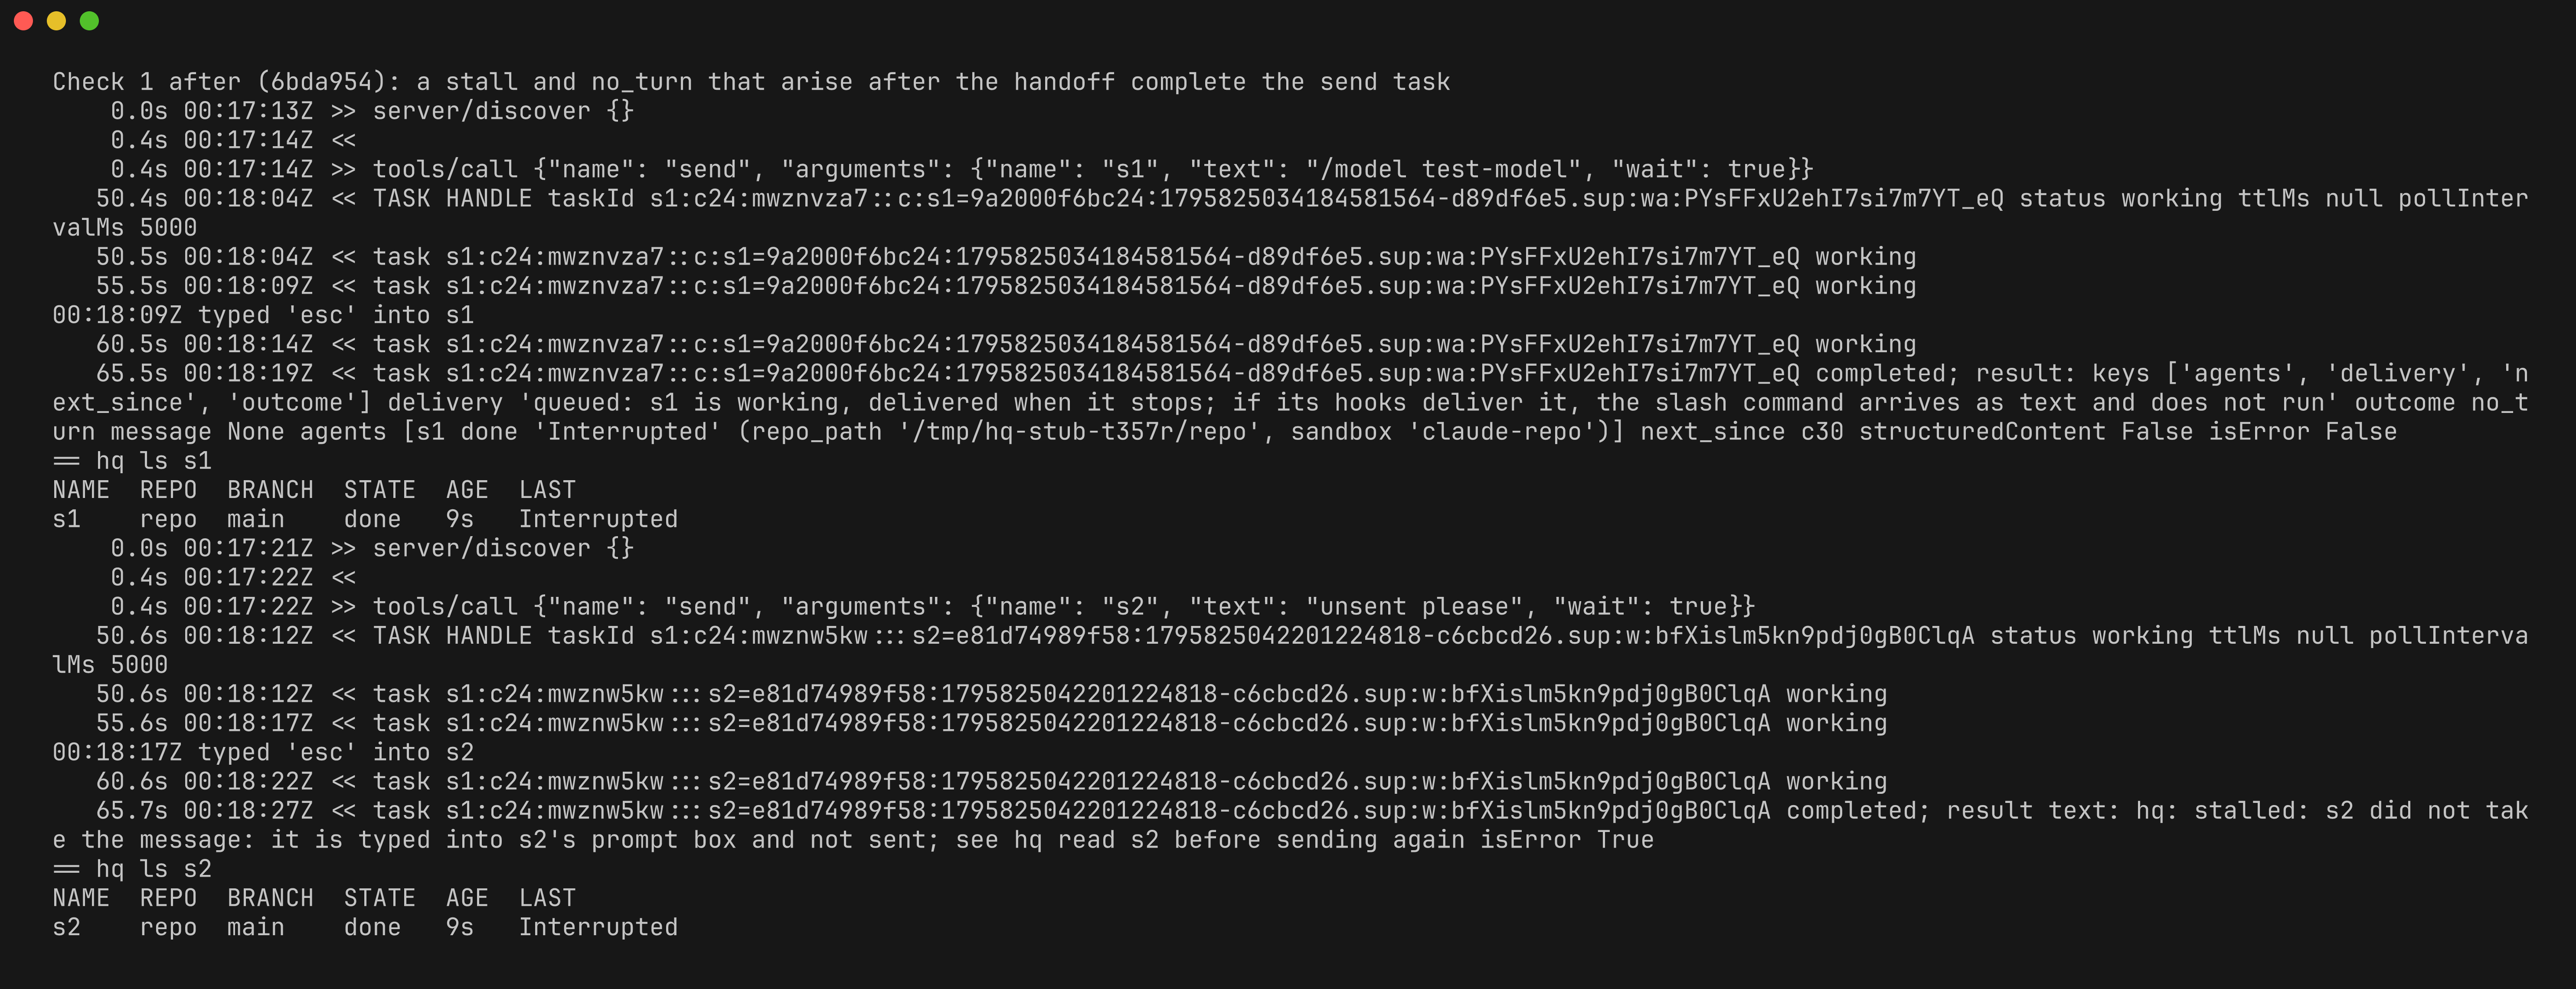 Check 1 after (6bda954): a stall and no_turn that arise after the handoff complete the send task
    0.0s 00:17:13Z >> server/discover {}
    0.4s 00:17:14Z <<
    0.4s 00:17:14Z >> tools/call {"name": "send", "arguments": {"name": "s1", "text": "/model test-model", "wait": true}}
   50.4s 00:18:04Z << TASK HANDLE taskId s1:c24:mwznvza7::c:s1=9a2000f6bc24:1795825034184581564-d89df6e5.sup:wa:PYsFFxU2ehI7si7m7YT_eQ status working ttlMs null pollInter
valMs 5000
   50.5s 00:18:04Z << task s1:c24:mwznvza7::c:s1=9a2000f6bc24:1795825034184581564-d89df6e5.sup:wa:PYsFFxU2ehI7si7m7YT_eQ working
   55.5s 00:18:09Z << task s1:c24:mwznvza7::c:s1=9a2000f6bc24:1795825034184581564-d89df6e5.sup:wa:PYsFFxU2ehI7si7m7YT_eQ working
00:18:09Z typed 'esc' into s1
   60.5s 00:18:14Z << task s1:c24:mwznvza7::c:s1=9a2000f6bc24:1795825034184581564-d89df6e5.sup:wa:PYsFFxU2ehI7si7m7YT_eQ working
   65.5s 00:18:19Z << task s1:c24:mwznvza7::c:s1=9a2000f6bc24:1795825034184581564-d89df6e5.sup:wa:PYsFFxU2ehI7si7m7YT_eQ completed; result: keys ['agents', 'delivery', 'n
ext_since', 'outcome'] delivery 'queued: s1 is working, delivered when it stops; if its hooks deliver it, the slash command arrives as text and does not run' outcome no_t
urn message None agents [s1 done 'Interrupted' (repo_path '/tmp/hq-stub-t357r/repo', sandbox 'claude-repo')] next_since c30 structuredContent False isError False
== hq ls s1
NAME  REPO  BRANCH  STATE  AGE  LAST
s1    repo  main    done   9s   Interrupted
    0.0s 00:17:21Z >> server/discover {}
    0.4s 00:17:22Z <<
    0.4s 00:17:22Z >> tools/call {"name": "send", "arguments": {"name": "s2", "text": "unsent please", "wait": true}}
   50.6s 00:18:12Z << TASK HANDLE taskId s1:c24:mwznw5kw:::s2=e81d74989f58:1795825042201224818-c6cbcd26.sup:w:bfXislm5kn9pdj0gB0ClqA status working ttlMs null pollInterva
lMs 5000
   50.6s 00:18:12Z << task s1:c24:mwznw5kw:::s2=e81d74989f58:1795825042201224818-c6cbcd26.sup:w:bfXislm5kn9pdj0gB0ClqA working
   55.6s 00:18:17Z << task s1:c24:mwznw5kw:::s2=e81d74989f58:1795825042201224818-c6cbcd26.sup:w:bfXislm5kn9pdj0gB0ClqA working
00:18:17Z typed 'esc' into s2
   60.6s 00:18:22Z << task s1:c24:mwznw5kw:::s2=e81d74989f58:1795825042201224818-c6cbcd26.sup:w:bfXislm5kn9pdj0gB0ClqA working
   65.7s 00:18:27Z << task s1:c24:mwznw5kw:::s2=e81d74989f58:1795825042201224818-c6cbcd26.sup:w:bfXislm5kn9pdj0gB0ClqA completed; result text: hq: stalled: s2 did not tak
e the message: it is typed into s2's prompt box and not sent; see hq read s2 before sending again isError True
== hq ls s2
NAME  REPO  BRANCH  STATE  AGE  LAST
s2    repo  main    done   9s   Interrupted